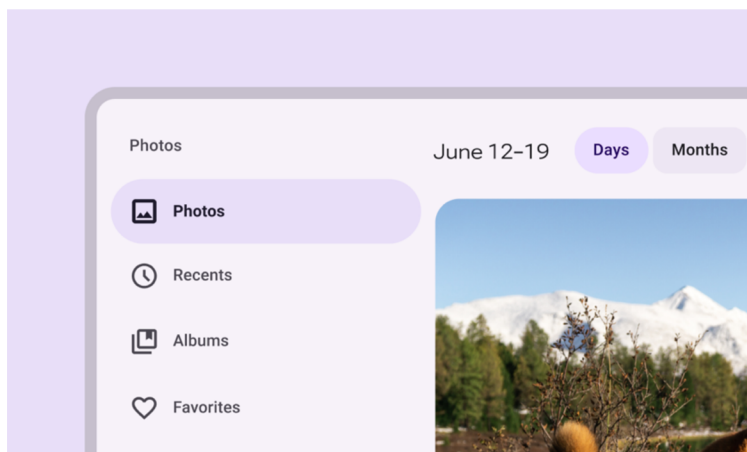 Photos
Photos
Recents
Albums
Favorites
June 12–19
Days
Months